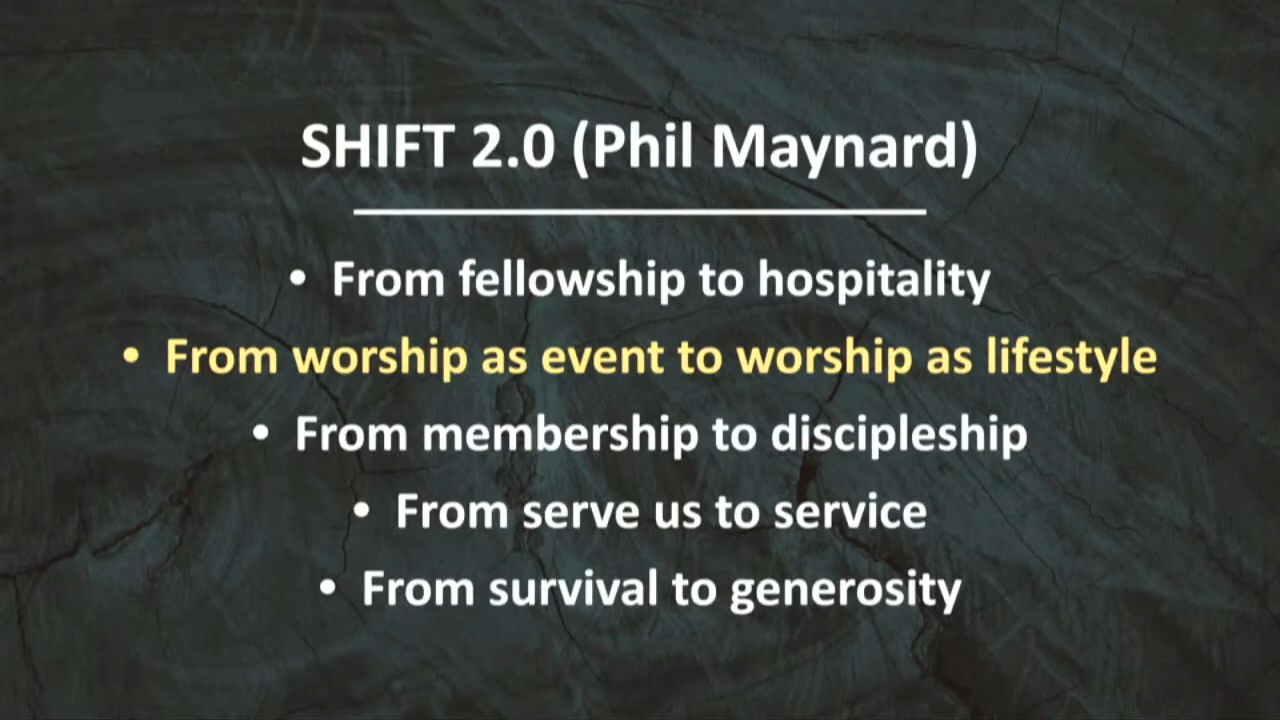 SHIFT 2.0 (Phil Maynard)
• From fellowship to hospitality
• From worship as event to worship as lifestyle
• From membership to discipleship
• From serve us to service
• From survival to generosity